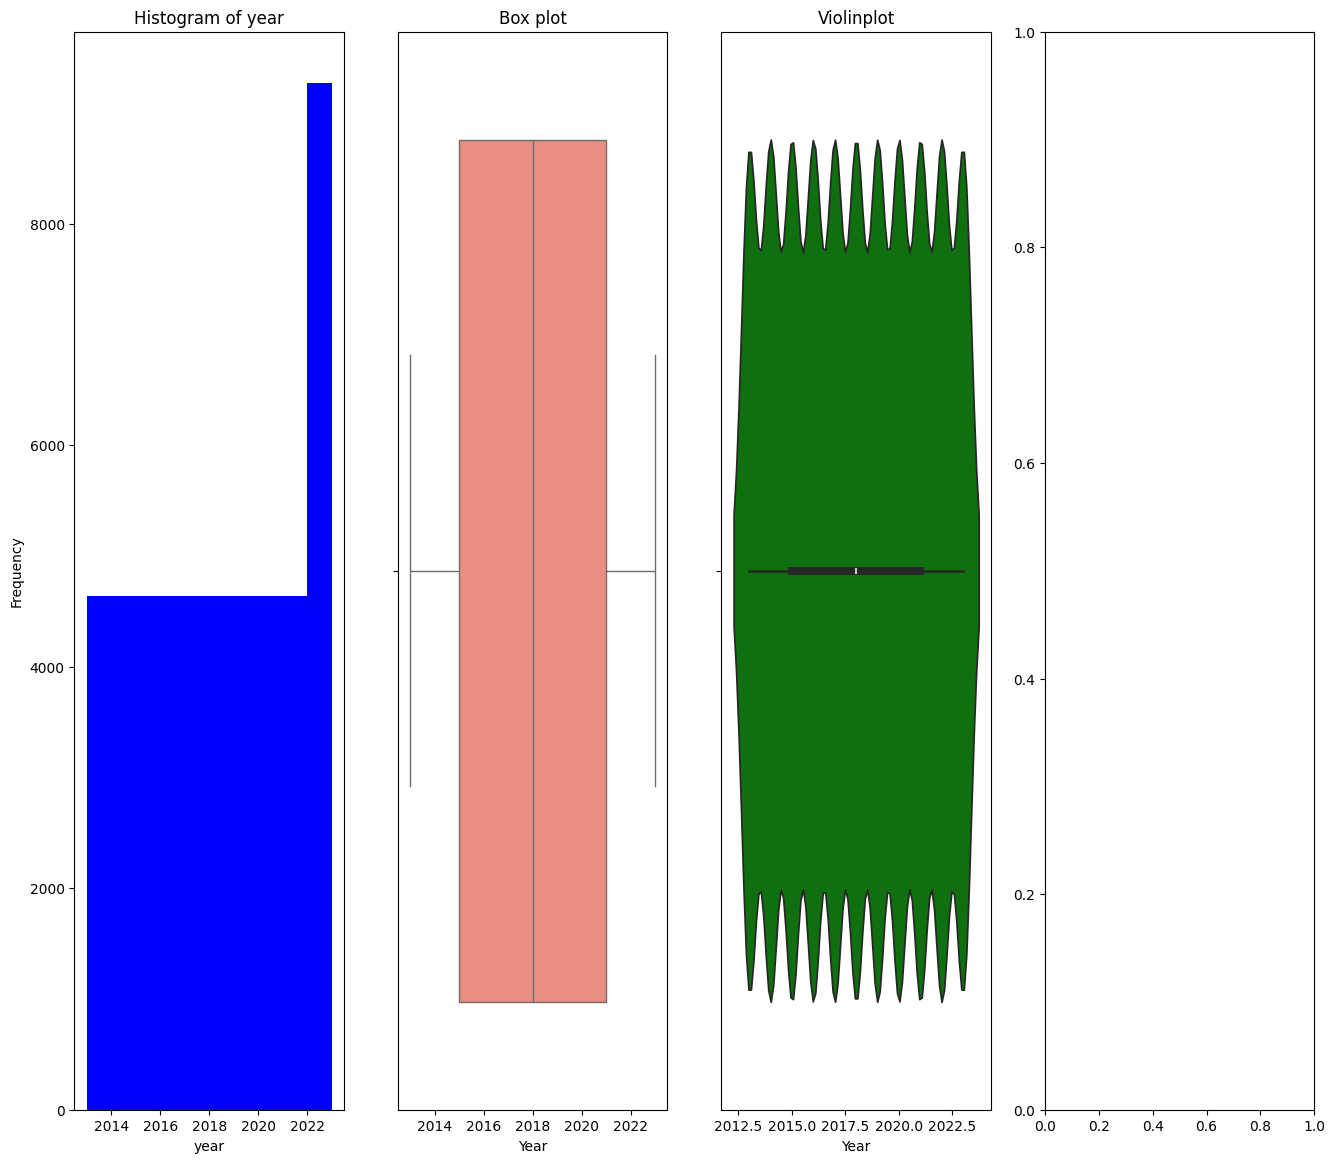 Histogram of year
Box plot
Violinplot
1.0
0.8
0.6
0.4
0.2
0.0
8000
6000
4000
2000
0
Frequency
2014 2016 2018 2020 2022
year
2014 2016 2018 2020 2022
Year
2012.5 2015.0 2017.5 2020.0 2022.5
Year
0.0 0.2 0.4 0.6 0.8 1.0